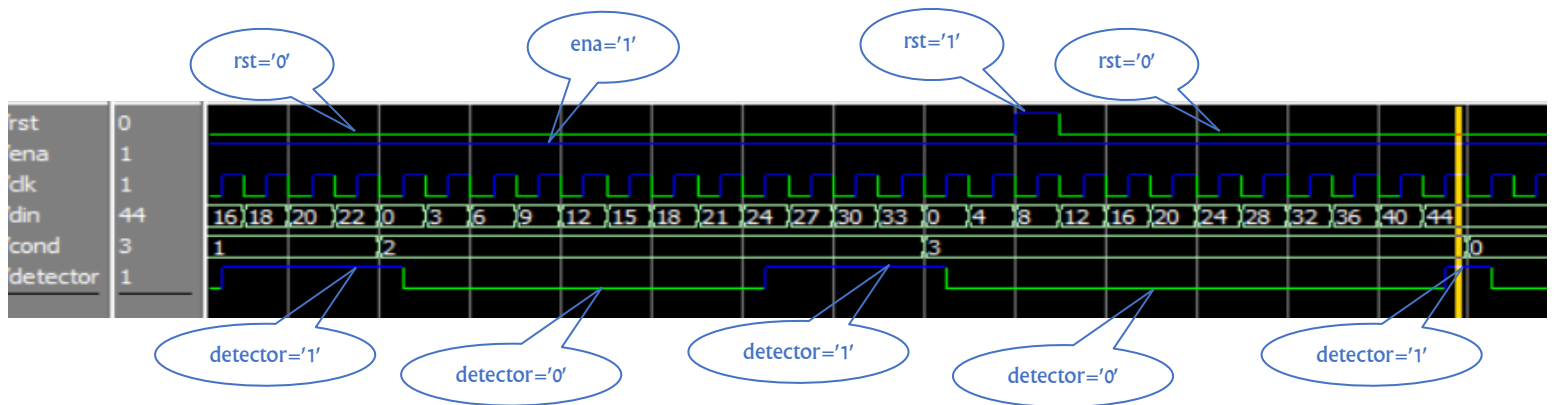 rst='0'
ena='1'
rst='1'
rst='0'
/rst 0
/ena 1
/clk 1
/din 44 16 18 20 22 0 3 6 9 12 15 18 21 24 27 30 33 0 4 8 12 16 20 24 28 32 36 40 44
/cond 3 1 2 3 0
/detector 1
detector='1'
detector='0'
detector='1'
detector='0'
detector='1'